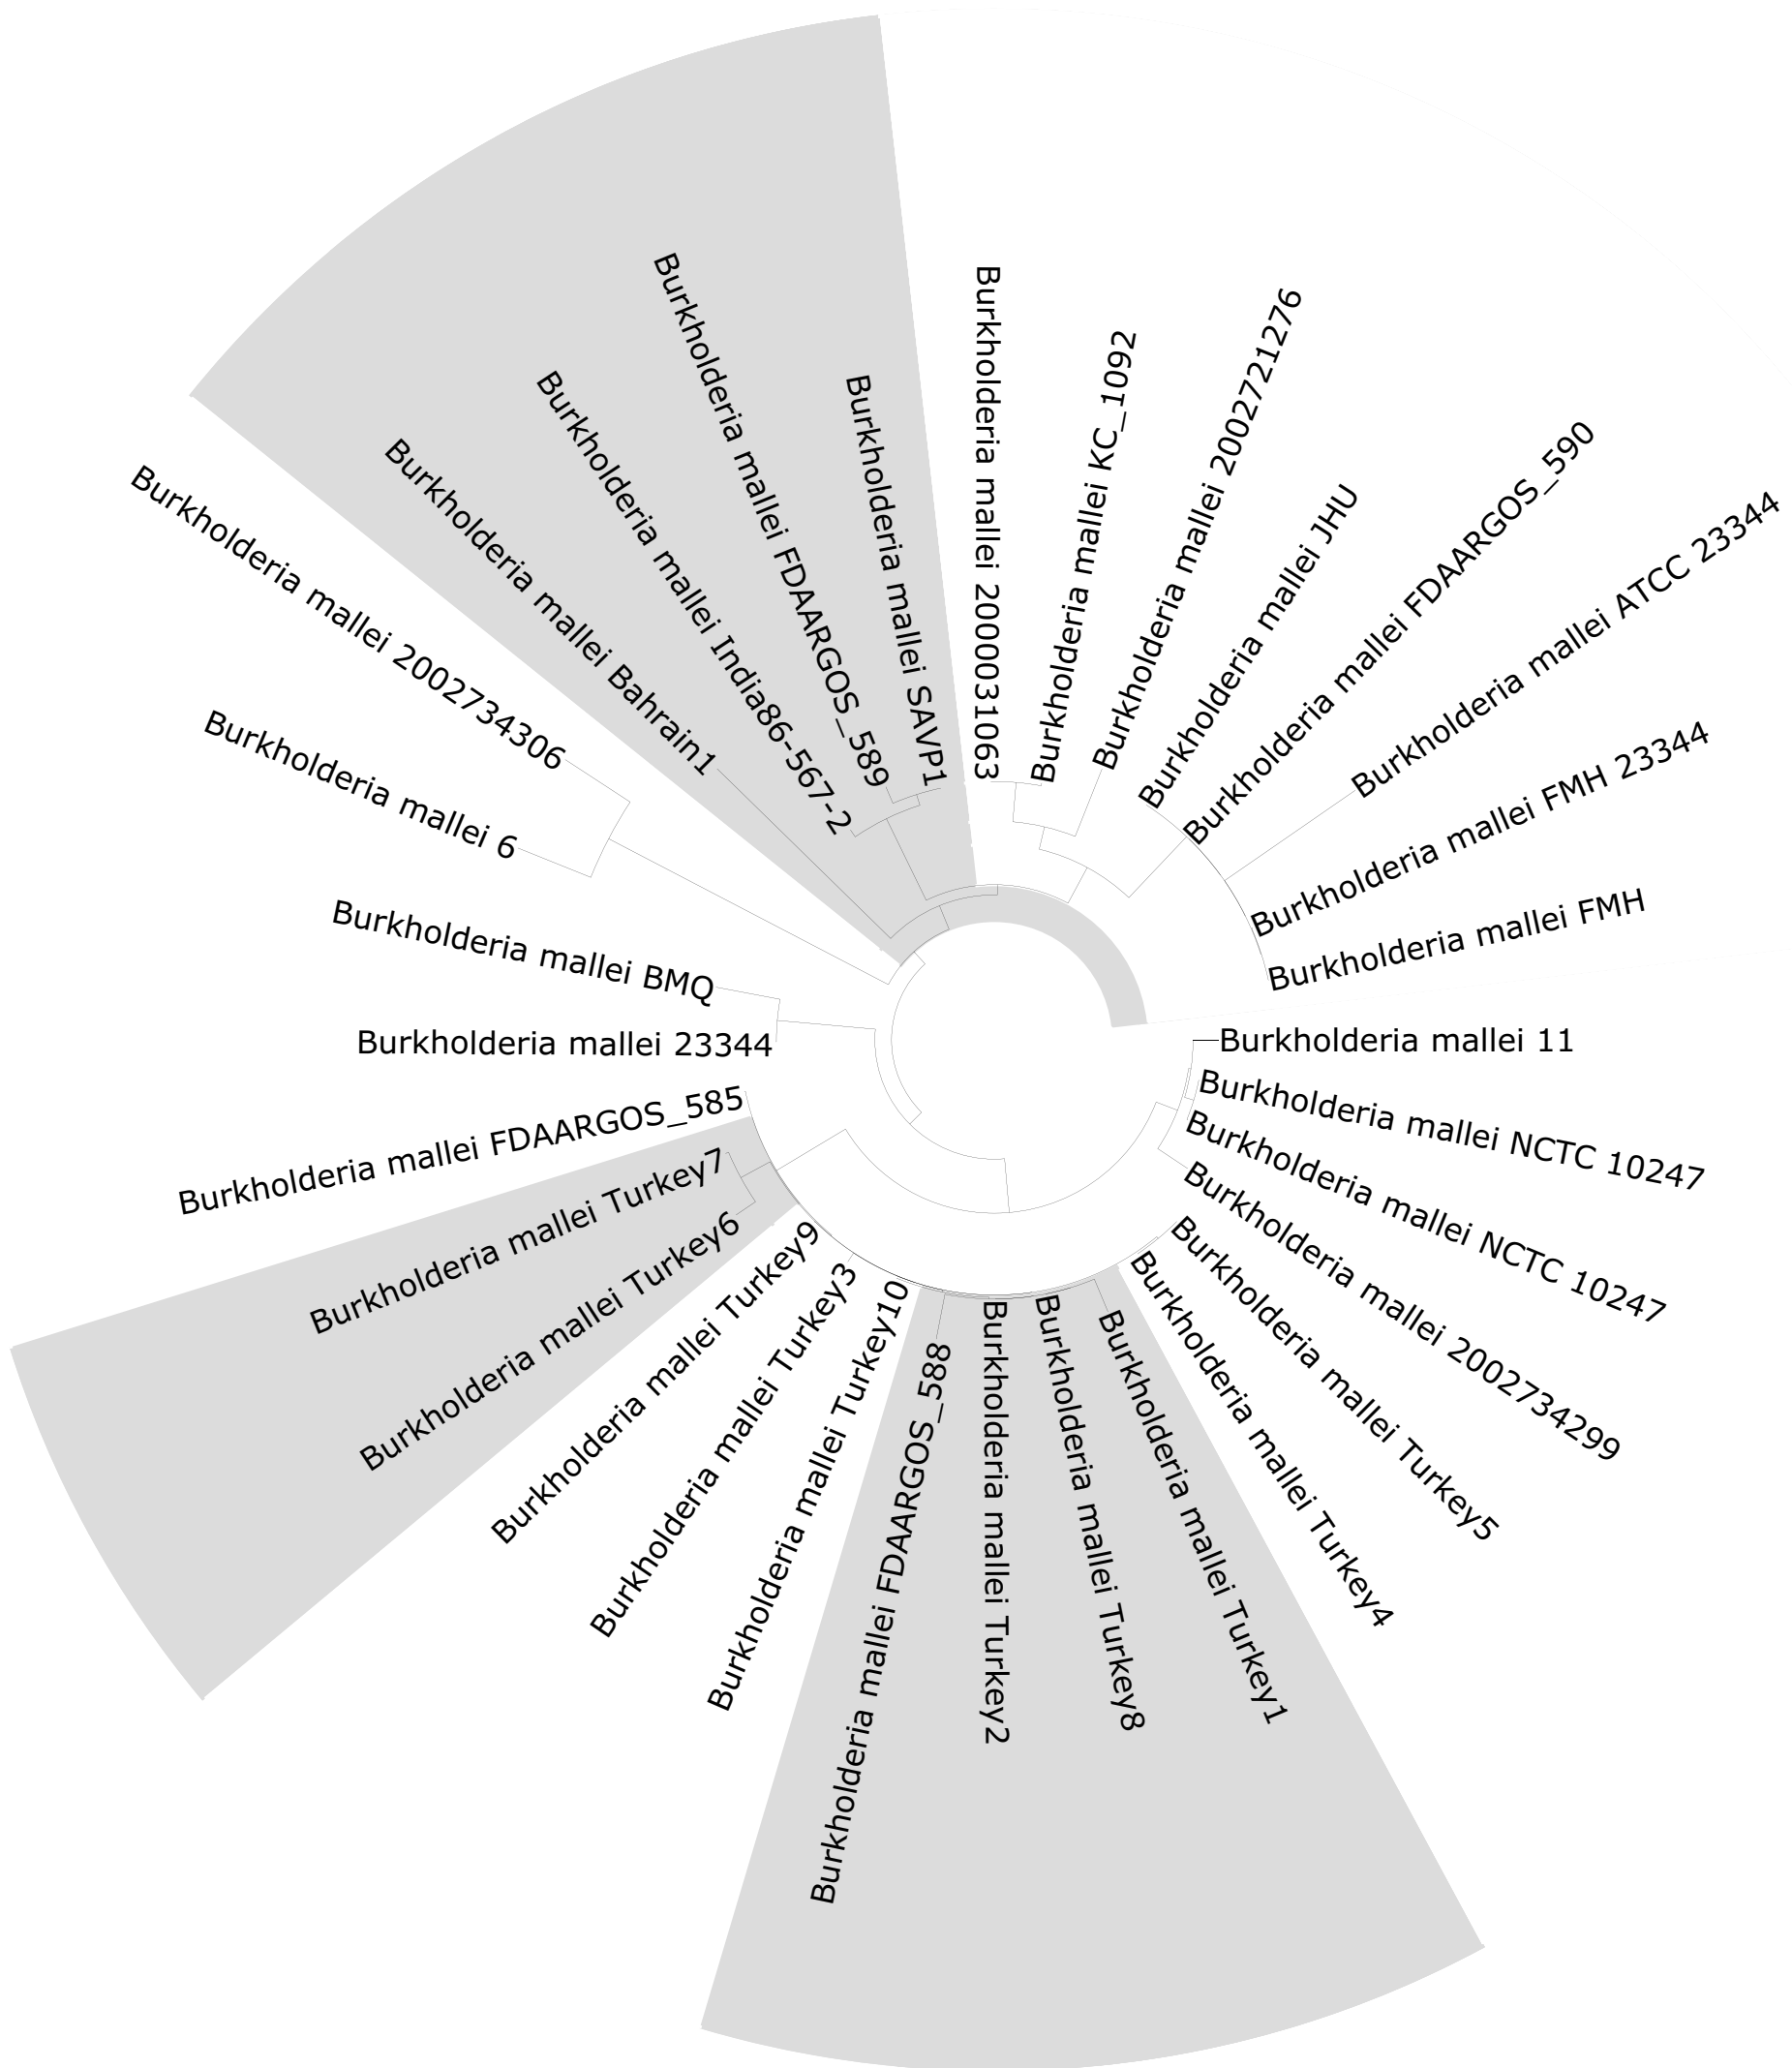 Burkholderia mallei 2000031063
Burkholderia mallei KC_1092
Burkholderia mallei 2002721276
Burkholderia mallei JHU
Burkholderia mallei FDAARGOS_590
Burkholderia mallei ATCC 23344
Burkholderia mallei FMH 23344
Burkholderia mallei FMH
Burkholderia mallei 11
Burkholderia mallei NCTC 10247
Burkholderia mallei NCTC 10247
Burkholderia mallei 2002734299
Burkholderia mallei Turkey5
Burkholderia mallei Turkey4
Burkholderia mallei Turkey1
Burkholderia mallei Turkey8
Burkholderia mallei Turkey2
Burkholderia mallei FDAARGOS_588
Burkholderia mallei Turkey10
Burkholderia mallei Turkey3
Burkholderia mallei Turkey9
Burkholderia mallei Turkey6
Burkholderia mallei Turkey7
Burkholderia mallei FDAARGOS_585
Burkholderia mallei 23344
Burkholderia mallei BMQ
Burkholderia mallei 6
Burkholderia mallei 2002734306
Burkholderia mallei Bahrain1
Burkholderia mallei India86-567-2
Burkholderia mallei FDAARGOS_589
Burkholderia mallei SAVP1